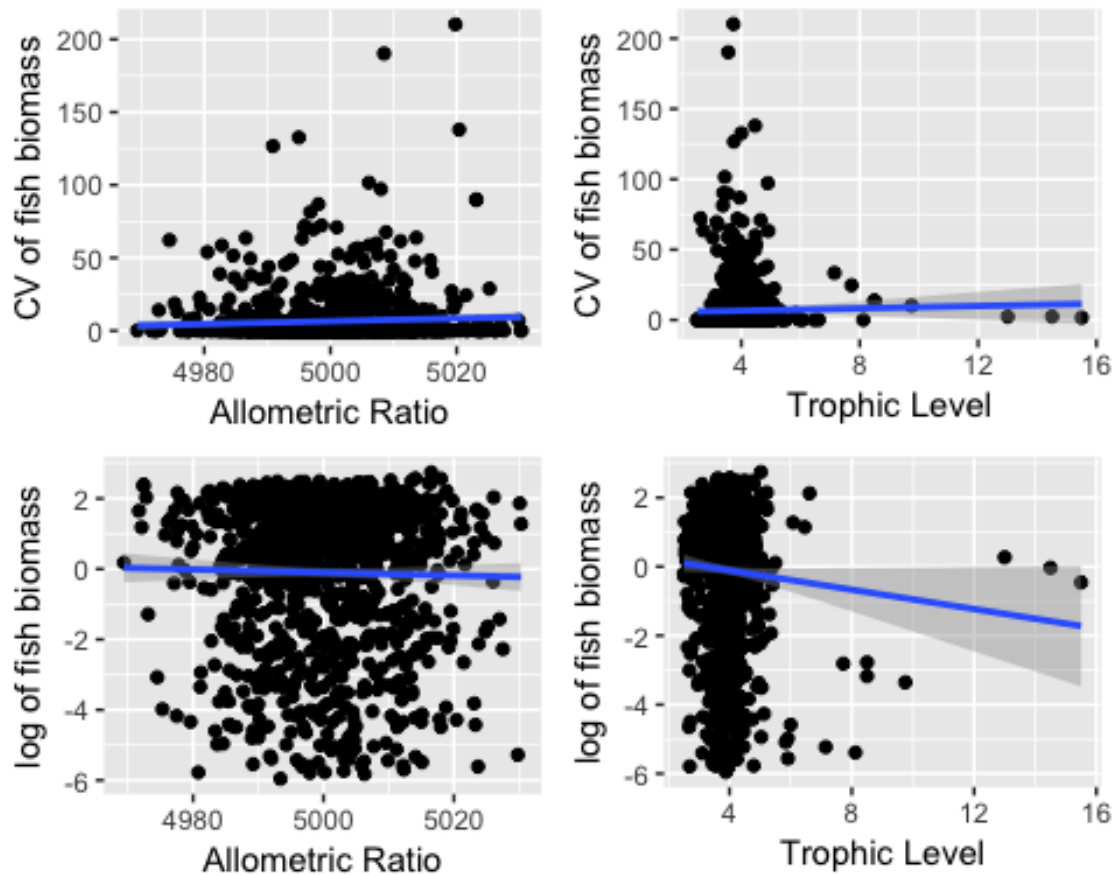 CV of fish biomass
200
150
100
50
0
4980 5000 5020
Allometric Ratio
CV of fish biomass
200
150
100
50
0
4 8 12 16
Trophic Level
log of fish biomass
2
0
-2
-4
-6
4980 5000 5020
Allometric Ratio
log of fish biomass
2
0
-2
-4
-6
4 8 12 16
Trophic Level